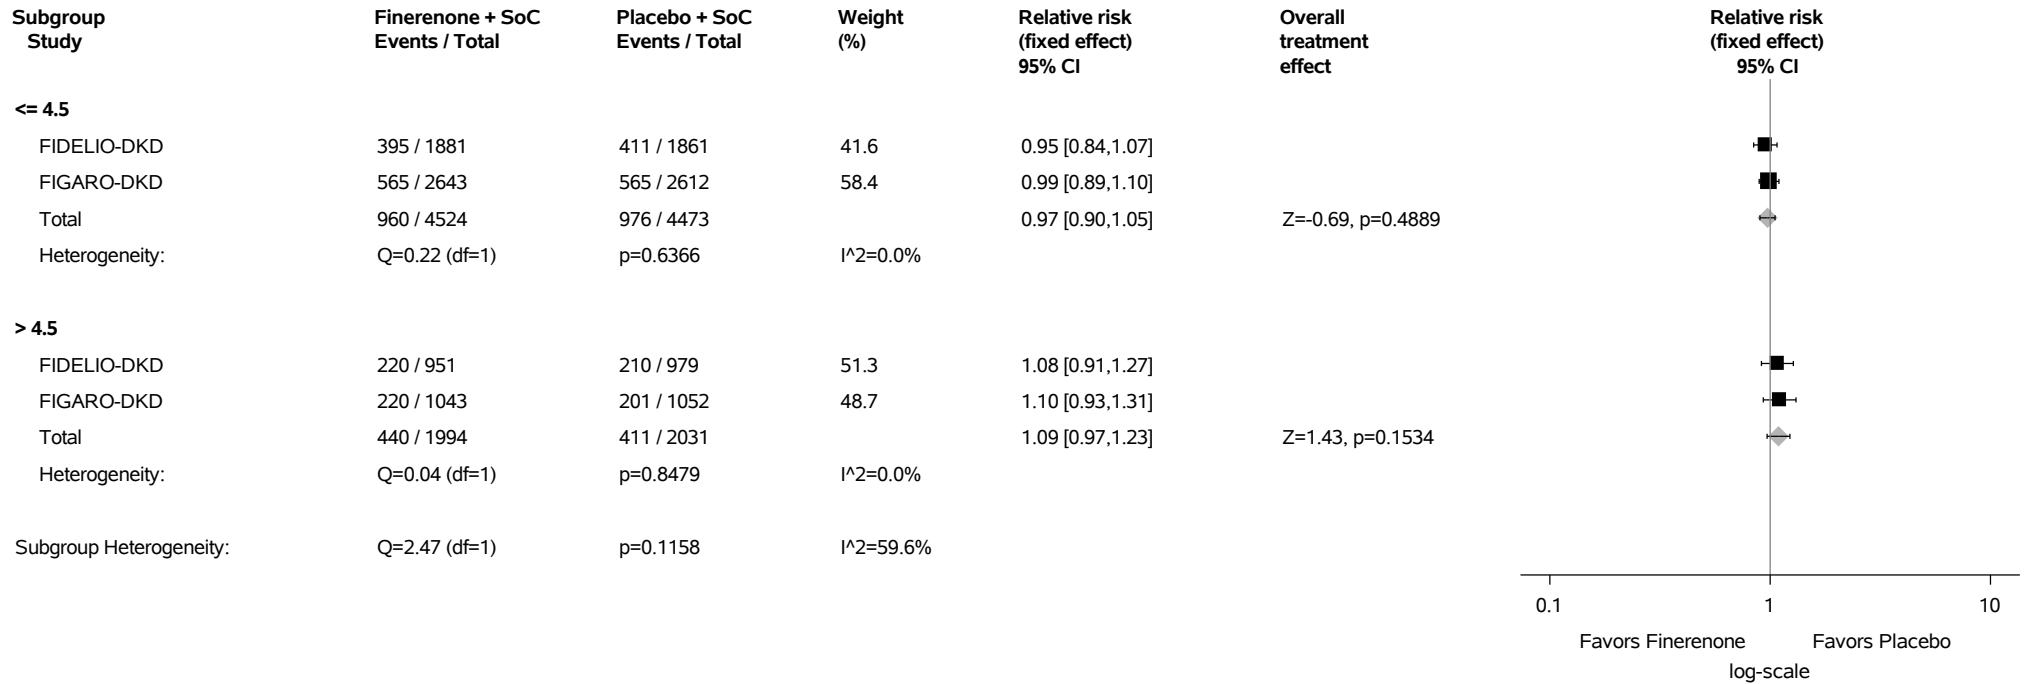 Subgroup Finerenone + SoC Placebo + SoC Weight Relative risk Overall Relative risk
Study Events / Total Events / Total (%) (fixed effect) treatment (fixed effect)
95% CI effect 95% CI
<= 4.5
FIDELIO-DKD 395 / 1881 411 / 1861 41.6 0.95 [0.84,1.07]
FIGARO-DKD 565 / 2643 565 / 2612 58.4 0.99 [0.89,1.10]
Total 960 / 4524 976 / 4473 0.97 [0.90,1.05] Z=-0.69, p=0.4889
Heterogeneity: Q=0.22 (df=1) p=0.6366 I^2=0.0%
> 4.5
FIDELIO-DKD 220 / 951 210 / 979 51.3 1.08 [0.91,1.27]
FIGARO-DKD 220 / 1043 201 / 1052 48.7 1.10 [0.93,1.31]
Total 440 / 1994 411 / 2031 1.09 [0.97,1.23] Z=1.43, p=0.1534
Heterogeneity: Q=0.04 (df=1) p=0.8479 I^2=0.0%
Subgroup Heterogeneity: Q=2.47 (df=1) p=0.1158 I^2=59.6%
0.1 1 10
Favors Finerenone Favors Placebo
log-scale